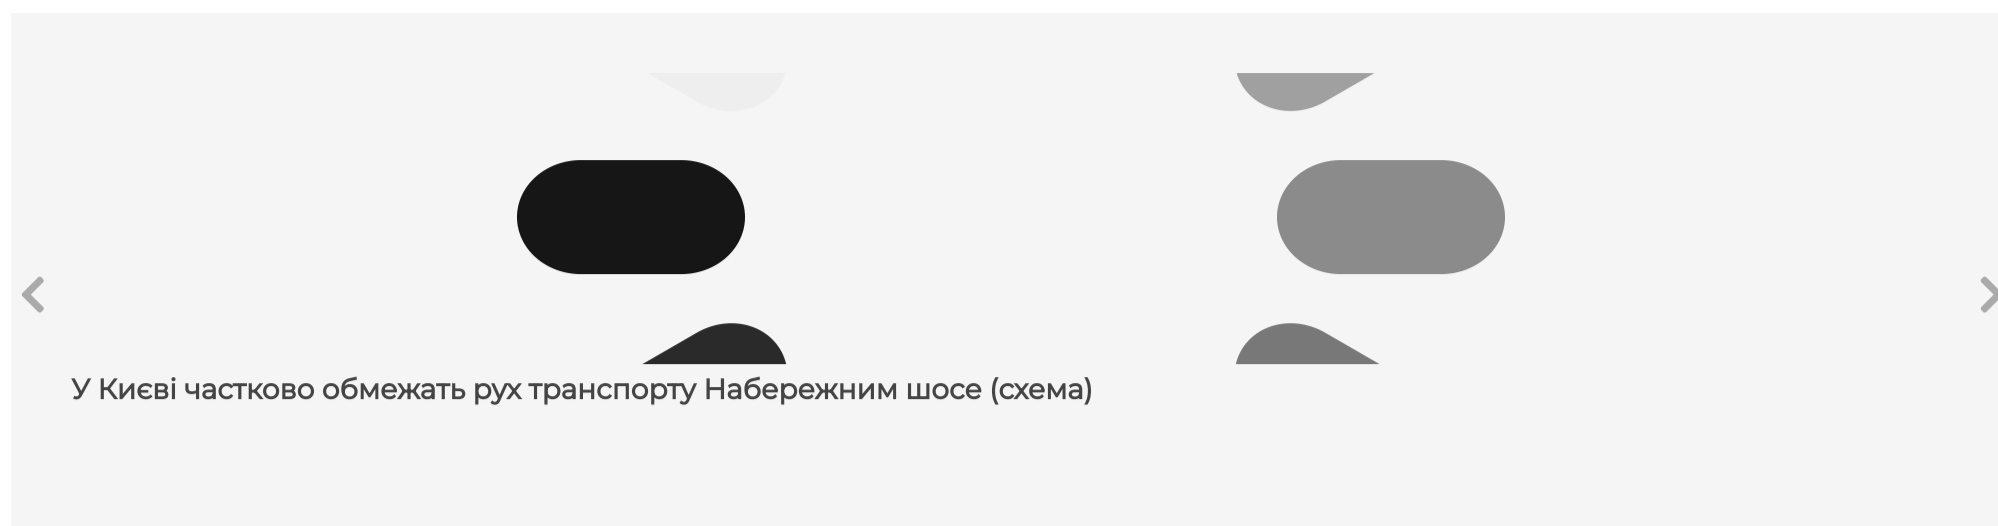 У Києві частково обмежать рух транспорту Набережним шосе (схема)